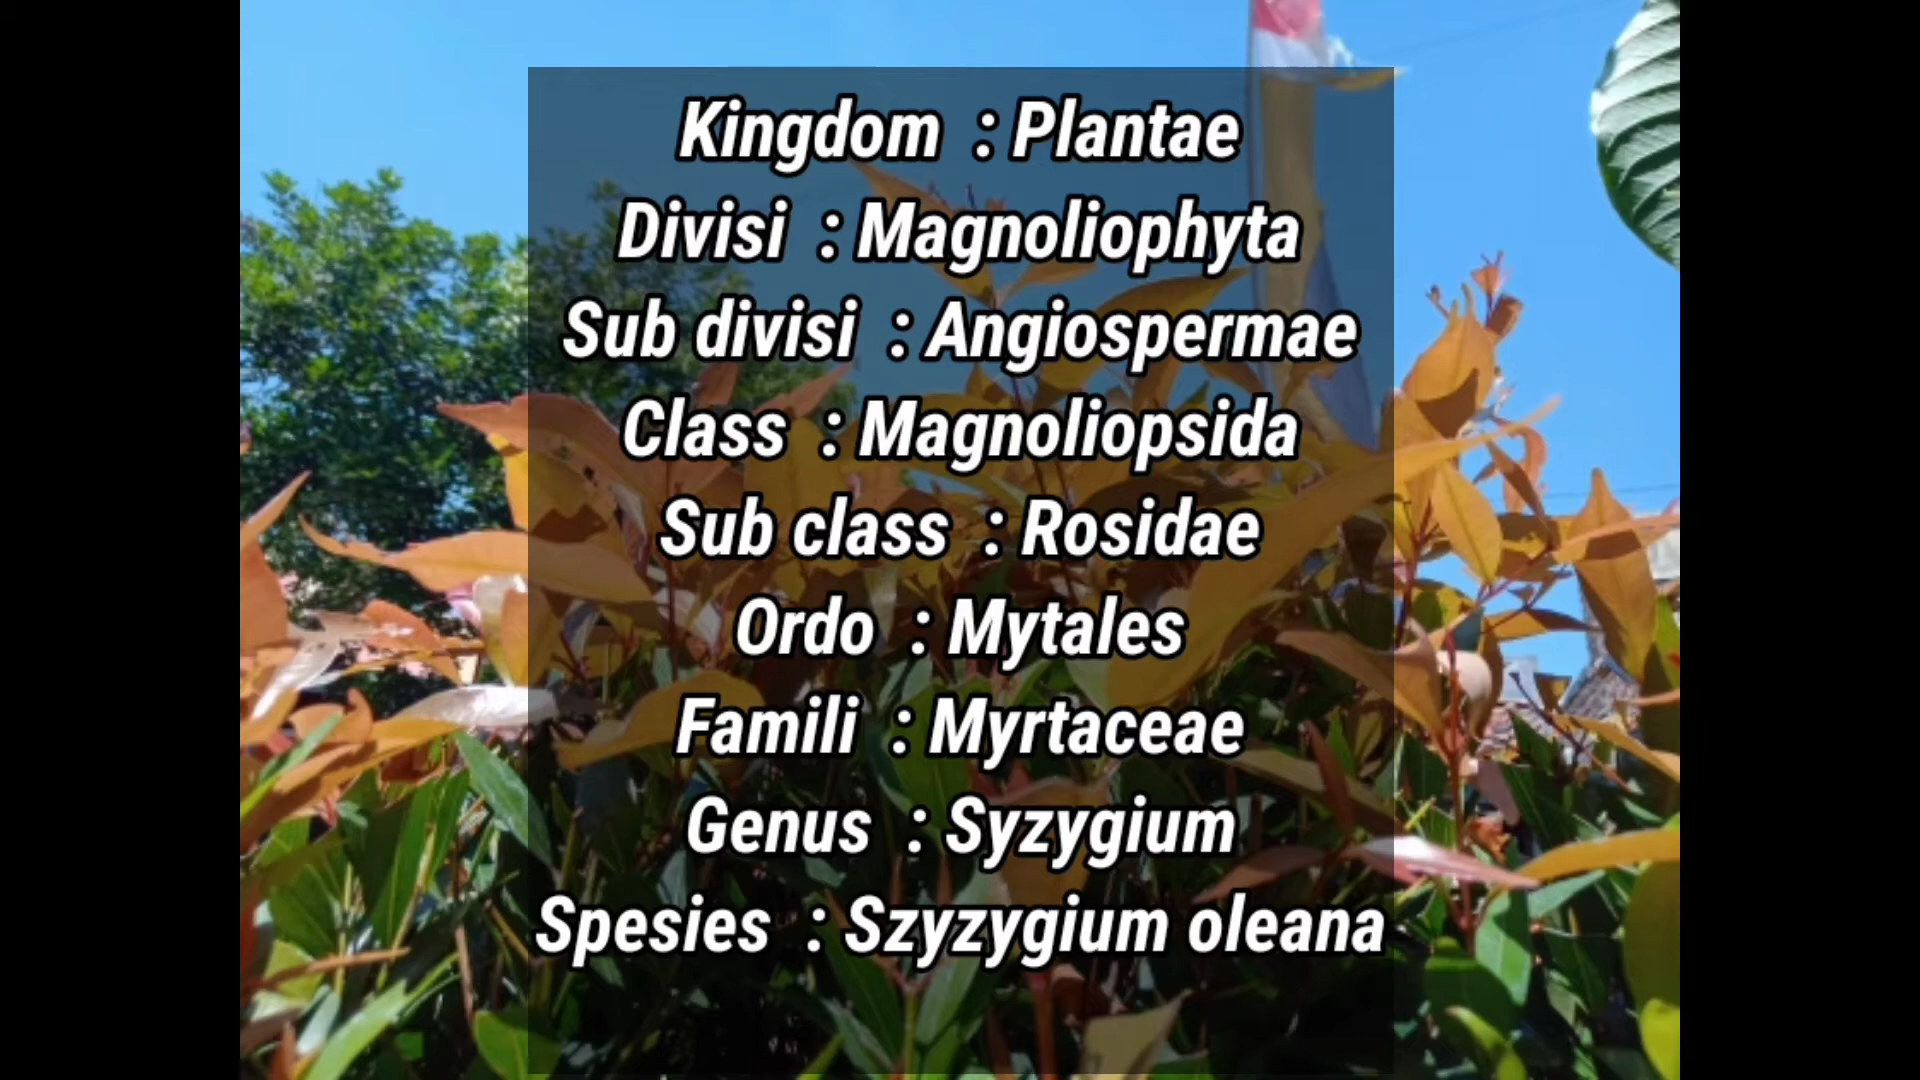 Kingdom : Plantae
Divisi : Magnoliophyta
Sub divisi : Angiospermae
Class : Magnoliopsida
Sub class : Rosidae
Ordo : Mytales
Famili : Myrtaceae
Genus : Syzygium
Spesies : Szyzygium oleana